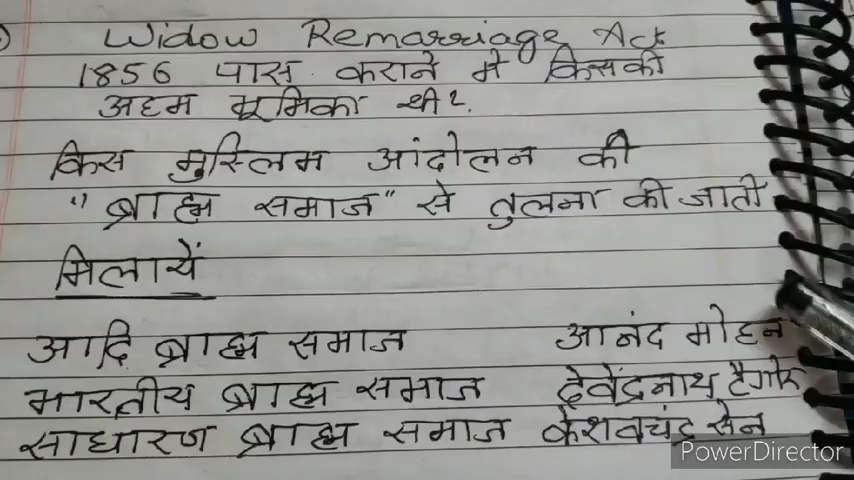 Widow Remarriage Act
1856 पास कराने मे किसकी
अहम भूमिका थी?
किस मुस्लिम आंदोलन की
"ब्राह्म समाज" से तुलना की जाती
मिलायें
आदि ब्राह्म समाज आनंद मोहन
भारतीय ब्राह्म समाज देवेंद्रनाथ टैगोर
साधारण ब्राह्म समाज केशवचंद्र सेन
PowerDirector